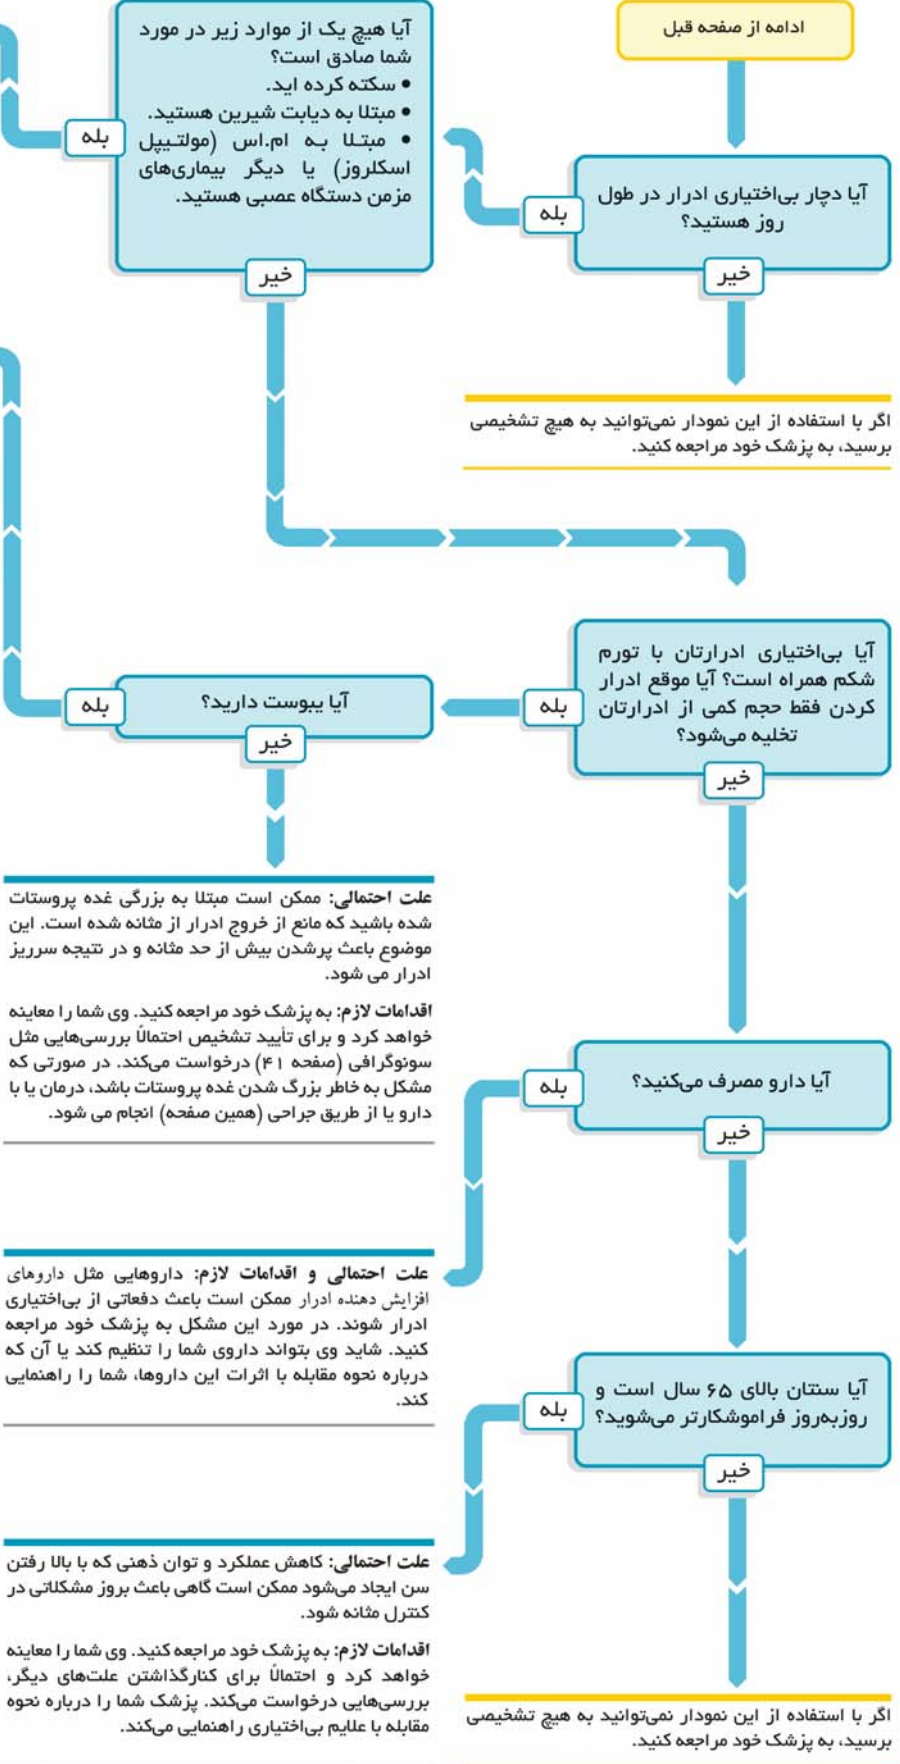 ادامه از صفحه قبل
آیا دچار بی‌اختیاری ادرار در طول
روز هستید؟
بله
خیر
اگر با استفاده از این نمودار نمی‌توانید به هیچ تشخیصی
برسید، به پزشک خود مراجعه کنید.
آیا هیچ یک از موارد زیر در مورد
شما صادق است؟
• سکته کرده اید.
• مبتلا به دیابت شیرین هستید.
• مبتلا به ام.اس (مولتیپل
اسکلروز) یا دیگر بیماری‌های
مزمن دستگاه عصبی هستید.
بله
خیر
آیا بی‌اختیاری ادرارتان با تورم
شکم همراه است؟ آیا موقع ادرار
کردن فقط حجم کمی از ادرارتان
تخلیه می‌شود؟
بله
خیر
آیا یبوست دارید؟
بله
خیر
علت احتمالی: ممکن است مبتلا به بزرگی غده پروستات
شده باشید که مانع از خروج ادرار از مثانه شده است. این
موضوع باعث پرشدن بیش از حد مثانه و در نتیجه سرریز
ادرار می شود.
اقدامات لازم: به پزشک خود مراجعه کنید. وی شما را معاینه
خواهد کرد و برای تأیید تشخیص احتمالاً بررسی‌هایی مثل
سونوگرافی (صفحه ۴۱) درخواست می‌کند. در صورتی که
مشکل به خاطر بزرگ شدن غده پروستات باشد، درمان یا با
دارو یا از طریق جراحی (همین صفحه) انجام می شود.
آیا دارو مصرف می‌کنید؟
بله
خیر
علت احتمالی و اقدامات لازم: داروهایی مثل داروهای
افزایش دهنده ادرار ممکن است باعث دفعاتی از بی‌اختیاری
ادرار شوند. در مورد این مشکل به پزشک خود مراجعه
کنید. شاید وی بتواند داروی شما را تنظیم کند یا آن که
درباره نحوه مقابله با اثرات این داروها، شما را راهنمایی
کند.
آیا سنتان بالای ۶۵ سال است و
روزبه‌روز فراموشکارتر می‌شوید؟
بله
خیر
علت احتمالی: کاهش عملکرد و توان ذهنی که با بالا رفتن
سن ایجاد می‌شود ممکن است گاهی باعث بروز مشکلاتی در
کنترل مثانه شود.
اقدامات لازم: به پزشک خود مراجعه کنید. وی شما را معاینه
خواهد کرد و احتمالاً برای کنارگذاشتن علت‌های دیگر،
بررسی‌هایی درخواست می‌کند. پزشک شما را درباره نحوه
مقابله با علایم بی‌اختیاری راهنمایی می‌کند.
اگر با استفاده از این نمودار نمی‌توانید به هیچ تشخیصی
برسید، به پزشک خود مراجعه کنید.